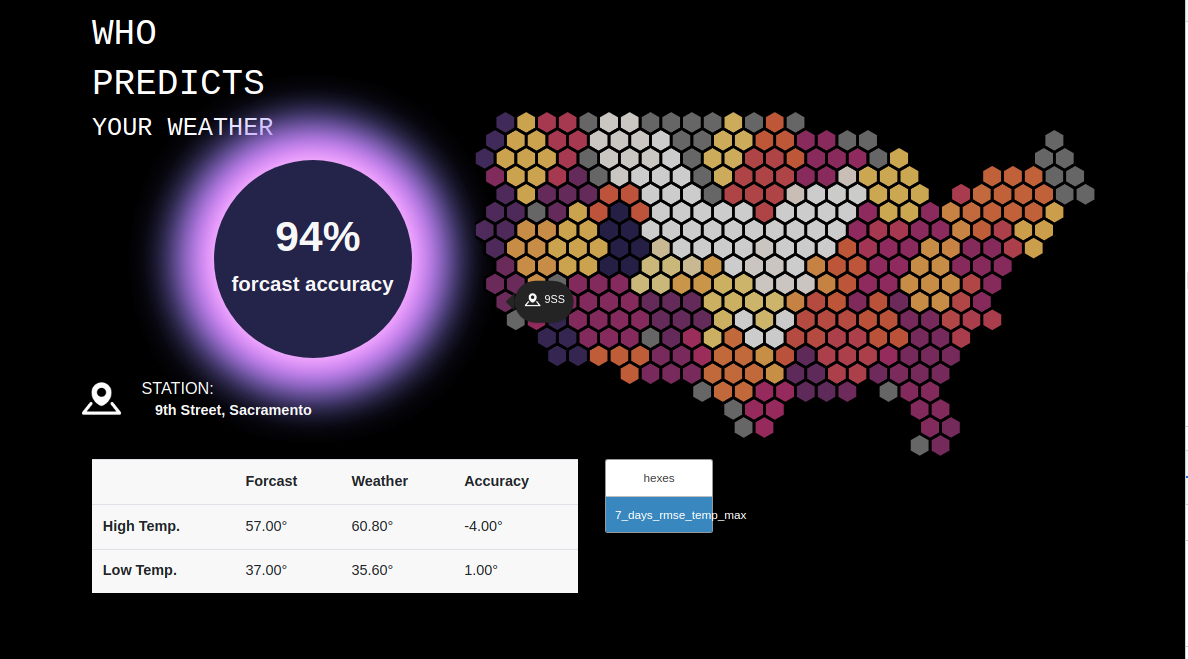 WHO
PREDICTS
YOUR WEATHER
94%
forcast accuracy
9SS
STATION:
9th Street, Sacramento
Forcast Weather Accuracy
High Temp. 57.00° 60.80° -4.00°
Low Temp. 37.00° 35.60° 1.00°
hexes
7_days_rmse_temp_max